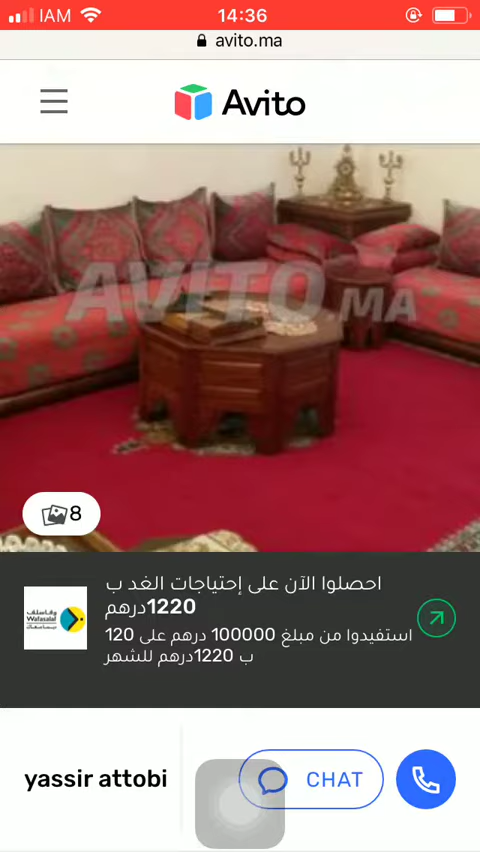 IAM 14:36
avito.ma
Avito
AVITO.MA
8
احصلوا الآن على إحتياجات الغد ب
1220درهم
استفيدوا من مبلغ 100000 درهم على 120
ب 1220درهم للشهر
وفاسلف
Wafasalaf
yassir attobi
CHAT